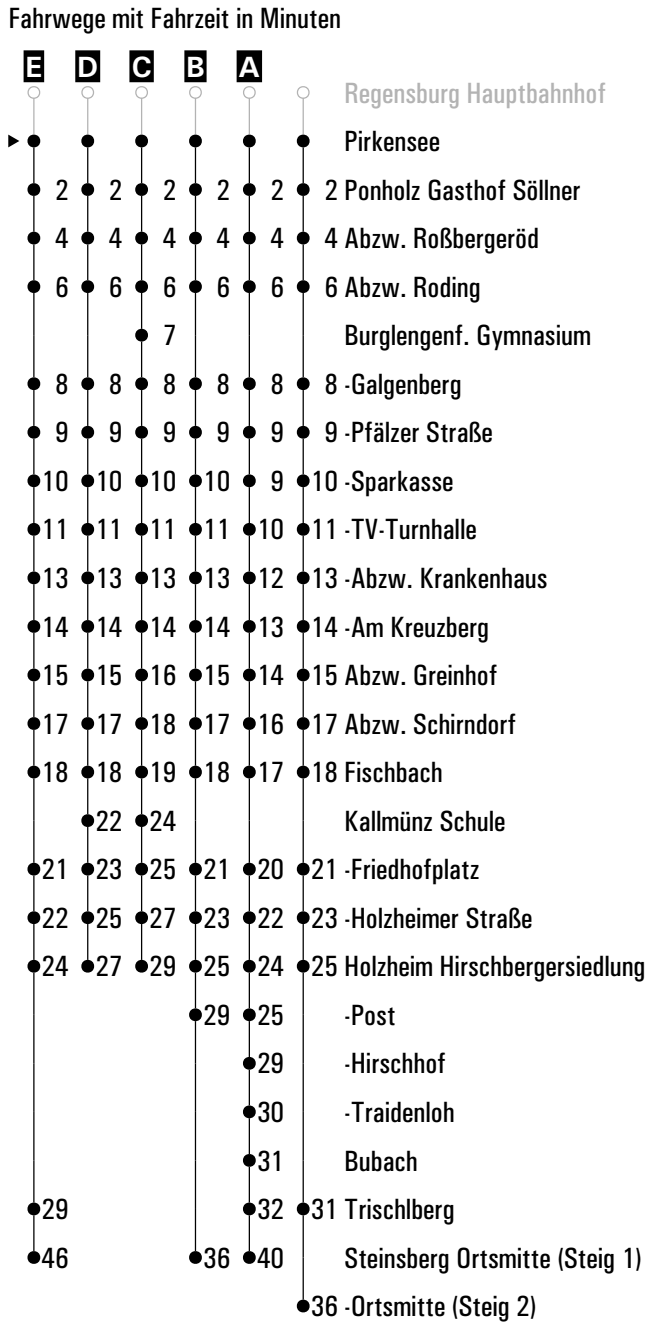 Fahrwege mit Fahrzeit in Minuten
E D C B A
Regensburg Hauptbahnhof
Pirkensee
2 2 2 2 2 2 Ponholz Gasthof Söllner
4 4 4 4 4 4 Abzw. Roßbergeröd
6 6 6 6 6 6 Abzw. Roding
7 Burglengenf. Gymnasium
8 8 8 8 8 8 -Galgenberg
9 9 9 9 9 9 -Pfälzer Straße
10 10 10 10 9 10 -Sparkasse
11 11 11 11 10 11 -TV-Turnhalle
13 13 13 13 12 13 -Abzw. Krankenhaus
14 14 14 14 13 14 -Am Kreuzberg
15 15 16 15 14 15 Abzw. Greinhof
17 17 18 17 16 17 Abzw. Schirndorf
18 18 19 18 17 18 Fischbach
22 24 Kallmünz Schule
21 23 25 21 20 21 -Friedhofplatz
22 25 27 23 22 23 -Holzheimer Straße
24 27 29 25 24 25 Holzheim Hirschbergersiedlung
29 25 -Post
29 -Hirschhof
30 -Traidenloh
31 Bubach
29 32 31 Trischlberg
46 36 40 Steinsberg Ortsmitte (Steig 1)
36 -Ortsmitte (Steig 2)